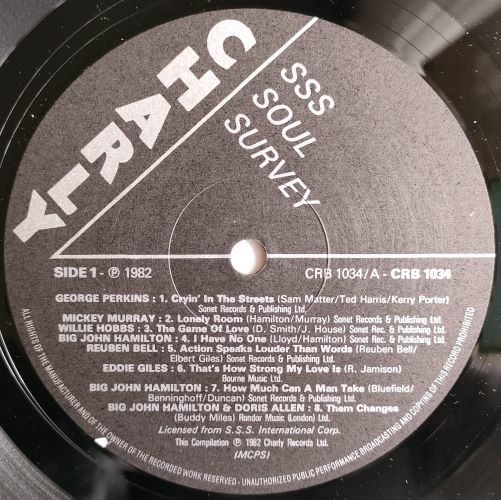 CHARLY
SSS
SOUL
SURVEY
SIDE 1 - ℗ 1982
CRB 1034/A - CRB 1034
GEORGE PERKINS : 1. Cryin' In The Streets (Sam Matter/Ted Harris/Kerry Porter)
Sonet Records & Publishing Ltd.
MICKEY MURRAY : 2. Lonely Room (Hamilton/Murray) Sonet Records & Publishing Ltd.
WILLIE HOBBS : 3. The Game Of Love (D. Smith/J. House) Sonet Rec. & Publishing Ltd.
BIG JOHN HAMILTON : 4. I Have No One (Lloyd/Hamilton) Sonet Rec. & Publishing Ltd.
REUBEN BELL : 5. Action Speaks Louder Than Words (Reuben Bell/
Elbert Giles) Sonet Records & Publishing Ltd.
EDDIE GILES : 6. That's How Strong My Love Is (R. Jamison)
Bourne Music Ltd.
BIG JOHN HAMILTON : 7. How Much Can A Man Take (Bluefield/
Benninghoff/Duncan) Sonet Records & Publishing Ltd.
BIG JOHN HAMILTON & DORIS ALLEN : 8. Them Changes
(Buddy Miles) Rondor Music (London) Ltd.
Licensed from S.S.S. International Corp.
This Compilation ℗ 1982 Charly Records Ltd.
(MCPS)
ALL RIGHTS OF THE MANUFACTURER AND OF THE OWNER OF THE RECORDED WORK RESERVED - UNAUTHORIZED PUBLIC PERFORMANCE BROADCASTING AND COPYING OF THIS RECORD PROHIBITED